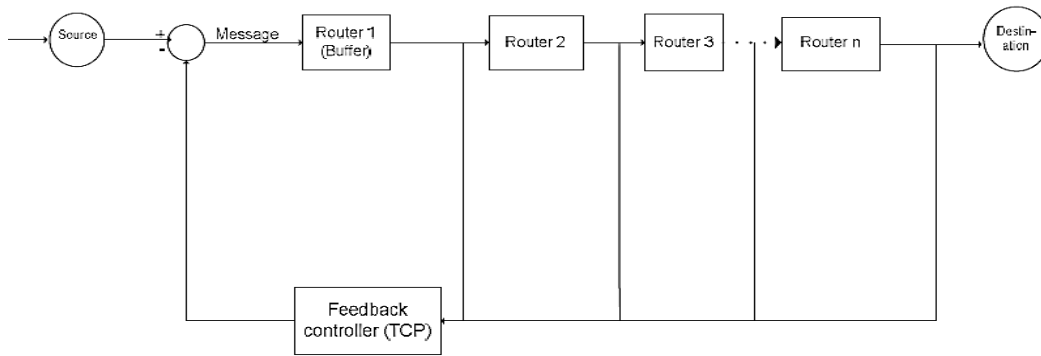 Source
+
-
Message
Router 1
(Buffer)
Router 2
Router 3
Router n
Destin-
ation
Feedback
controller (TCP)